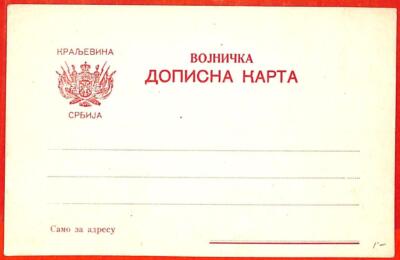 КРАЉЕВИНА
СРБИЈА
ВОЈНИЧКА
ДОПИСНА КАРТА
Само за адресу